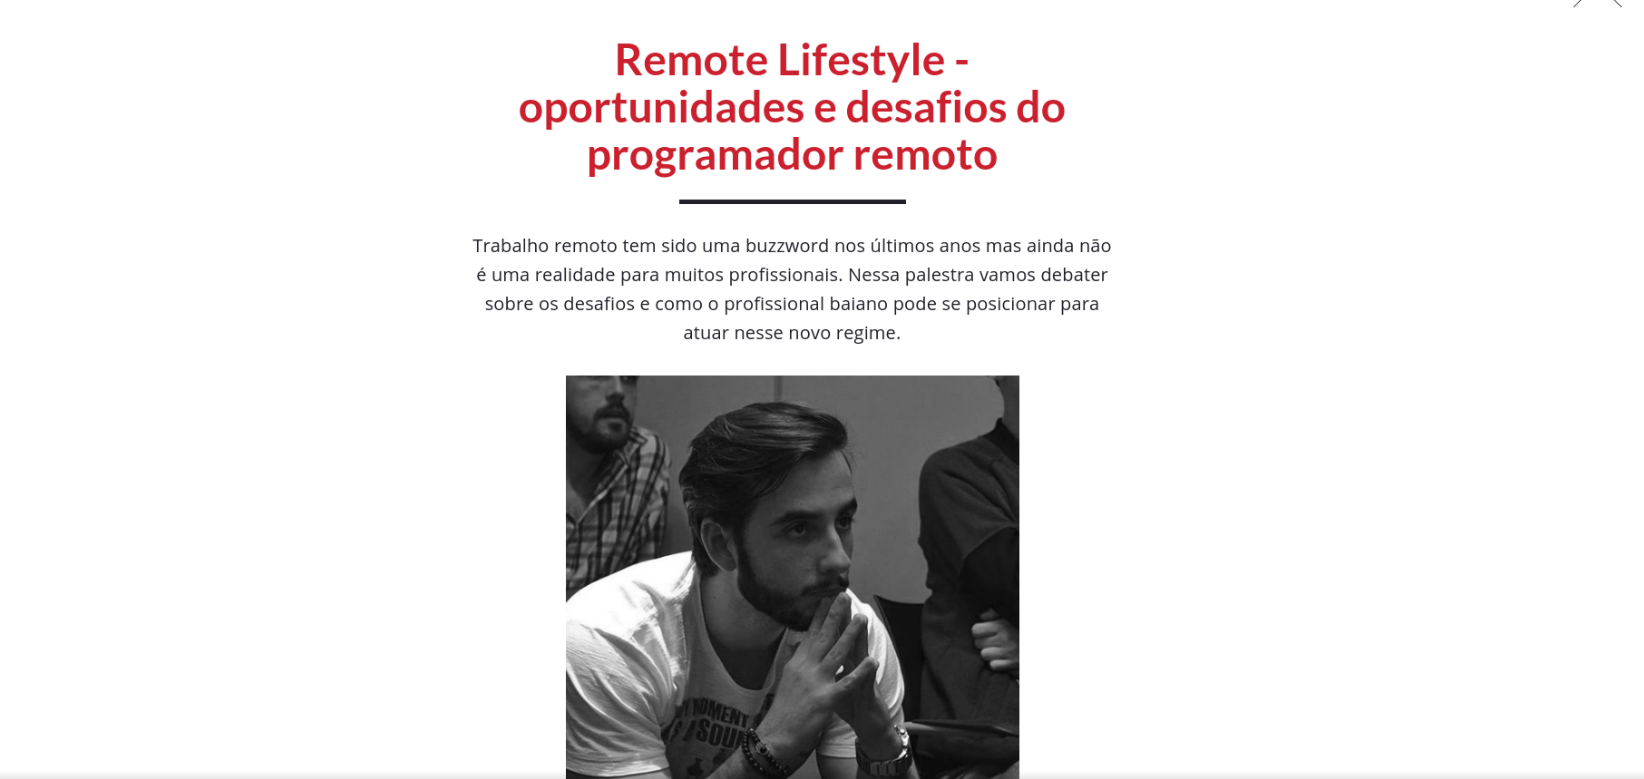 Remote Lifestyle -
oportunidades e desafios do
programador remoto
Trabalho remoto tem sido uma buzzword nos últimos anos mas ainda não
é uma realidade para muitos profissionais. Nessa palestra vamos debater
sobre os desafios e como o profissional baiano pode se posicionar para
atuar nesse novo regime.
MOMENT
SOUL